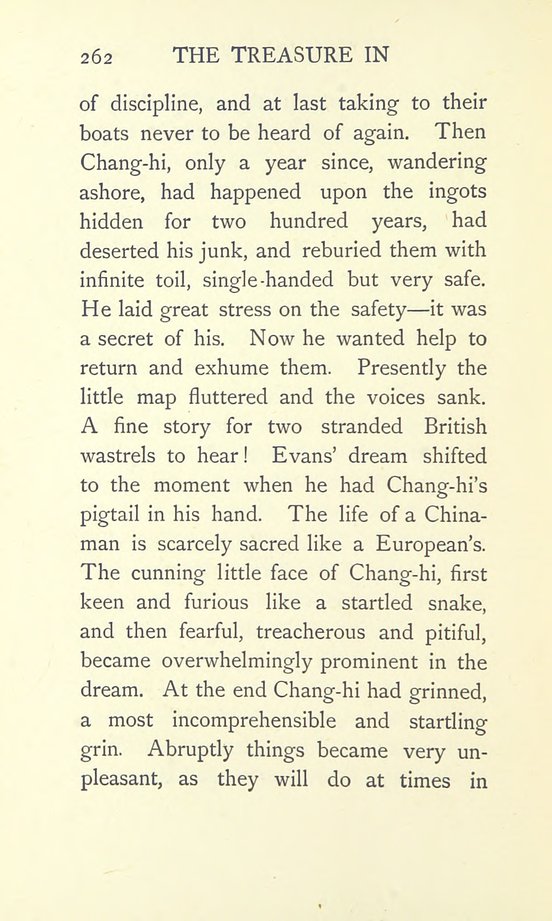 262 THE TREASURE IN
of discipline, and at last taking to their
boats never to be heard of again. Then
Chang-hi, only a year since, wandering
ashore, had happened upon the ingots
hidden for two hundred years, had
deserted his junk, and reburied them with
infinite toil, single-handed but very safe.
He laid great stress on the safety—it was
a secret of his. Now he wanted help to
return and exhume them. Presently the
little map fluttered and the voices sank.
A fine story for two stranded British
wastrels to hear! Evans' dream shifted
to the moment when he had Chang-hi's
pigtail in his hand. The life of a China-
man is scarcely sacred like a European's.
The cunning little face of Chang-hi, first
keen and furious like a startled snake,
and then fearful, treacherous and pitiful,
became overwhelmingly prominent in the
dream. At the end Chang-hi had grinned,
a most incomprehensible and startling
grin. Abruptly things became very un-
pleasant, as they will do at times in